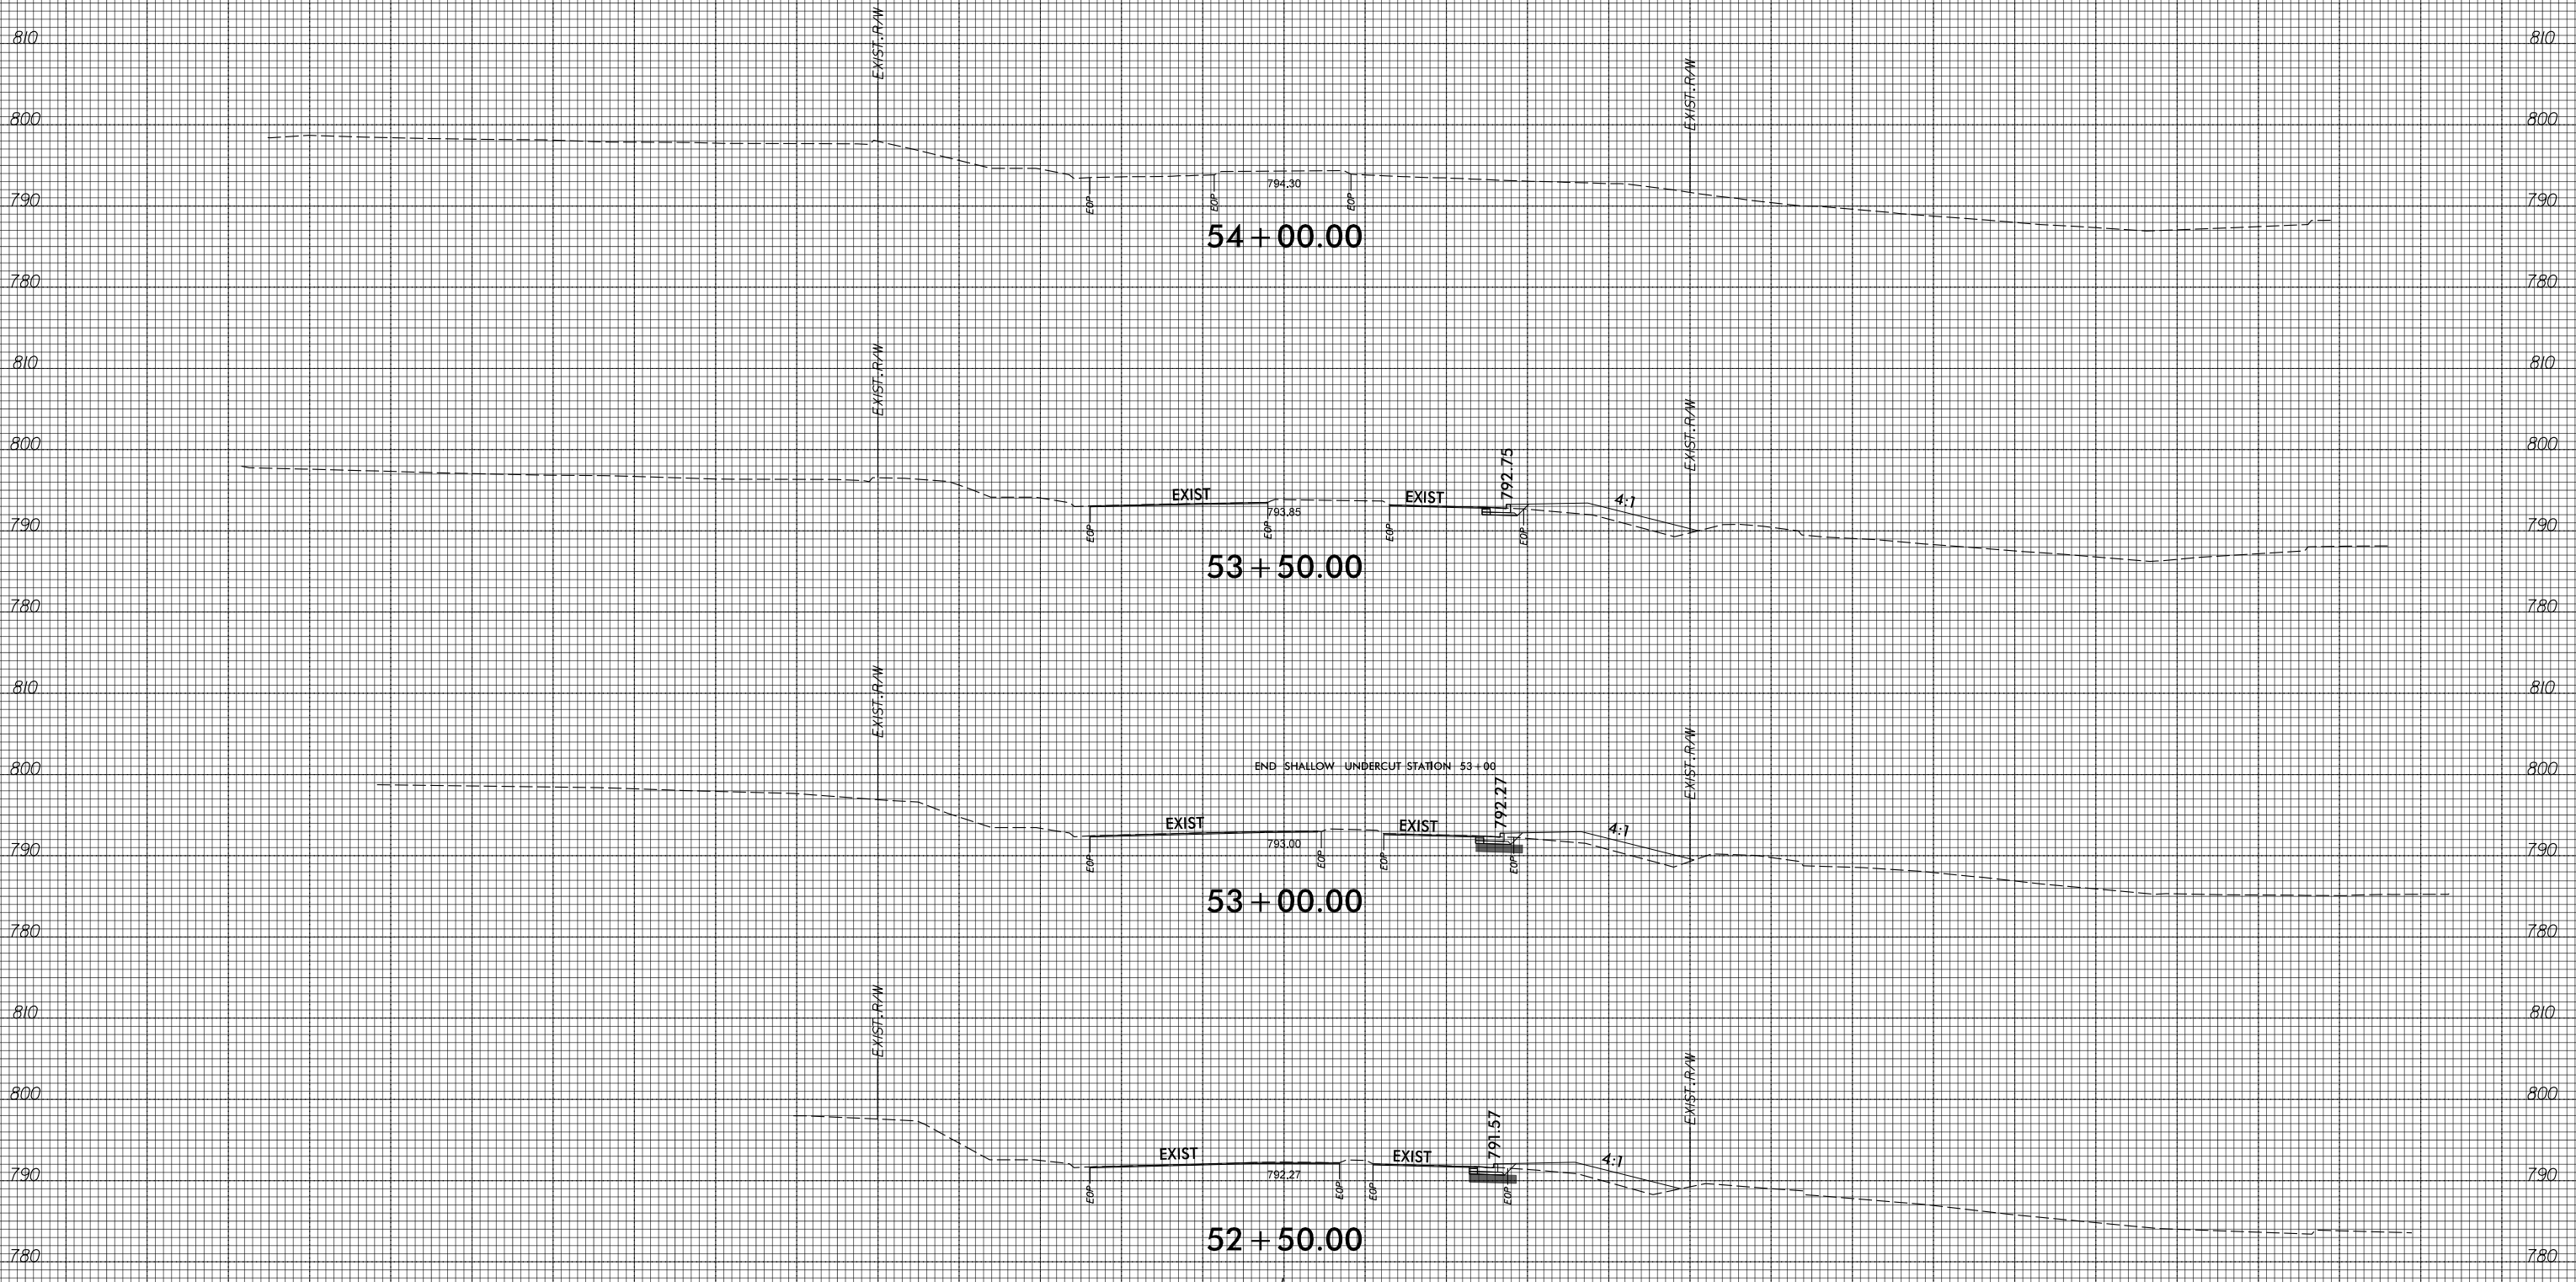 EXIST. R/W
810 810
EXIST. R/W
800 800
794.30
790 EOP EOP EOP 790
54+00.00
780 780
EXIST. R/W
810 810
EXIST. R/W
800 800
792.75
EXIST EXIST 4:1
793.85
790 EOP EOP EOP EOP 790
53+50.00
780 780
EXIST. R/W
810 810
EXIST. R/W
800 END SHALLOW UNDERCUT STATION 53+00 800
792.27
EXIST EXIST 4:1
793.00
790 EOP EOP EOP EOP 790
53+00.00
780 780
EXIST. R/W
810 810
EXIST. R/W
800 800
791.57
EXIST EXIST 4:1
790 792.27 790
EOP EOP EOP EOP
52+50.00
780 780